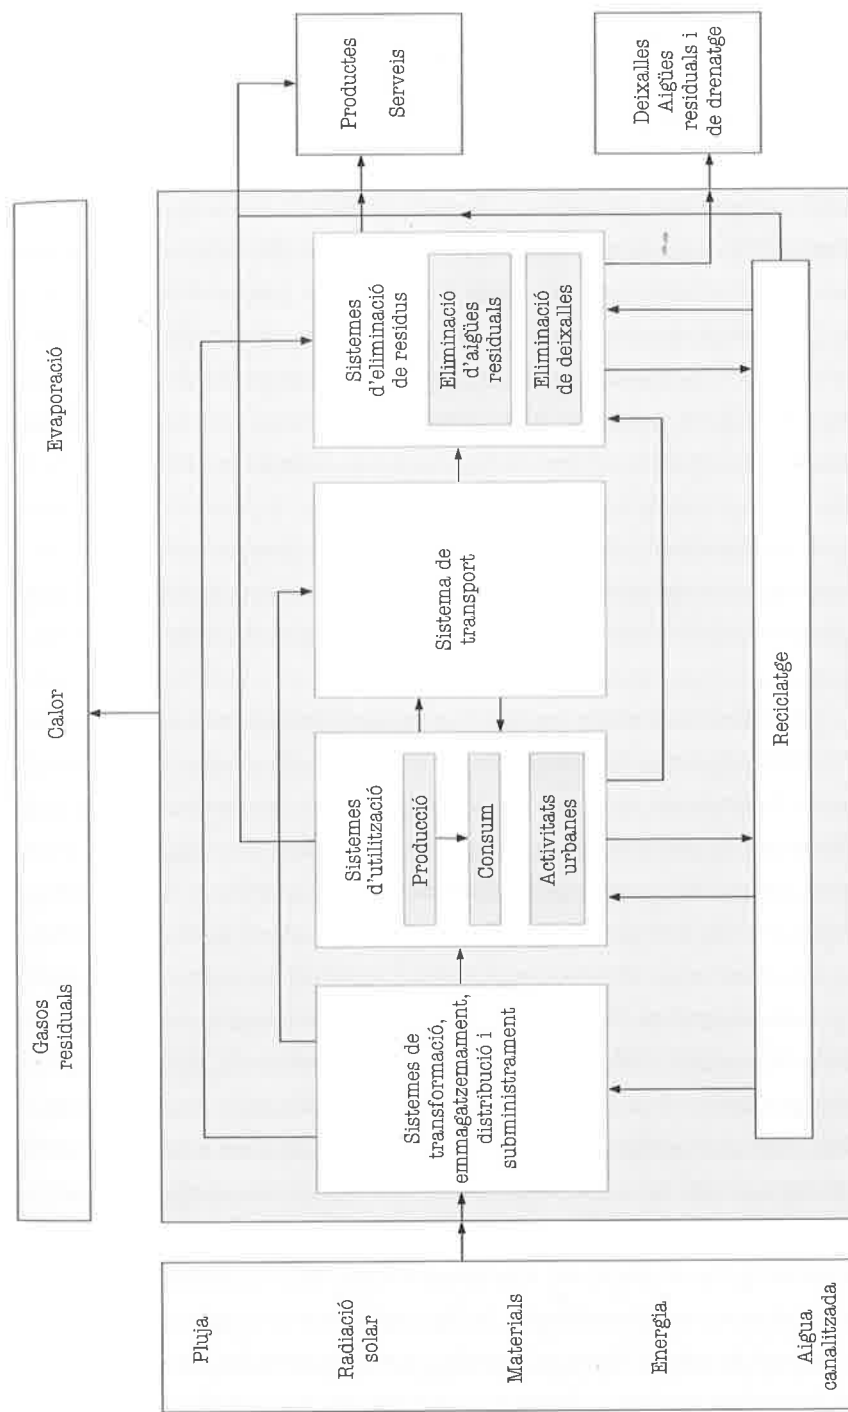 Gasos
residuals
Calor
Evaporació
Pluja
Radiació
solar
Materials
Energia
Aigua
canalitzada
Sistemes de
transformació,
emmagatzemament,
distribució i
subministrament
Sistemes
d'utilització
Producció
Consum
Activitats
urbanes
Sistema de
transport
Sistemes
d'eliminació
de residus
Eliminació
d'aigües
residuals
Eliminació
de deixalles
Reciclatge
Productes
Serveis
Deixalles
Aigües
residuals i
de drenatge